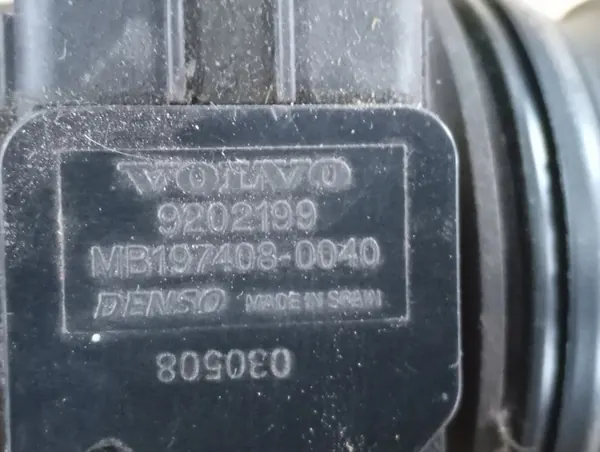 VOLVO
9202199
MB197408-0040
DENSO MADE IN SPAIN
030508